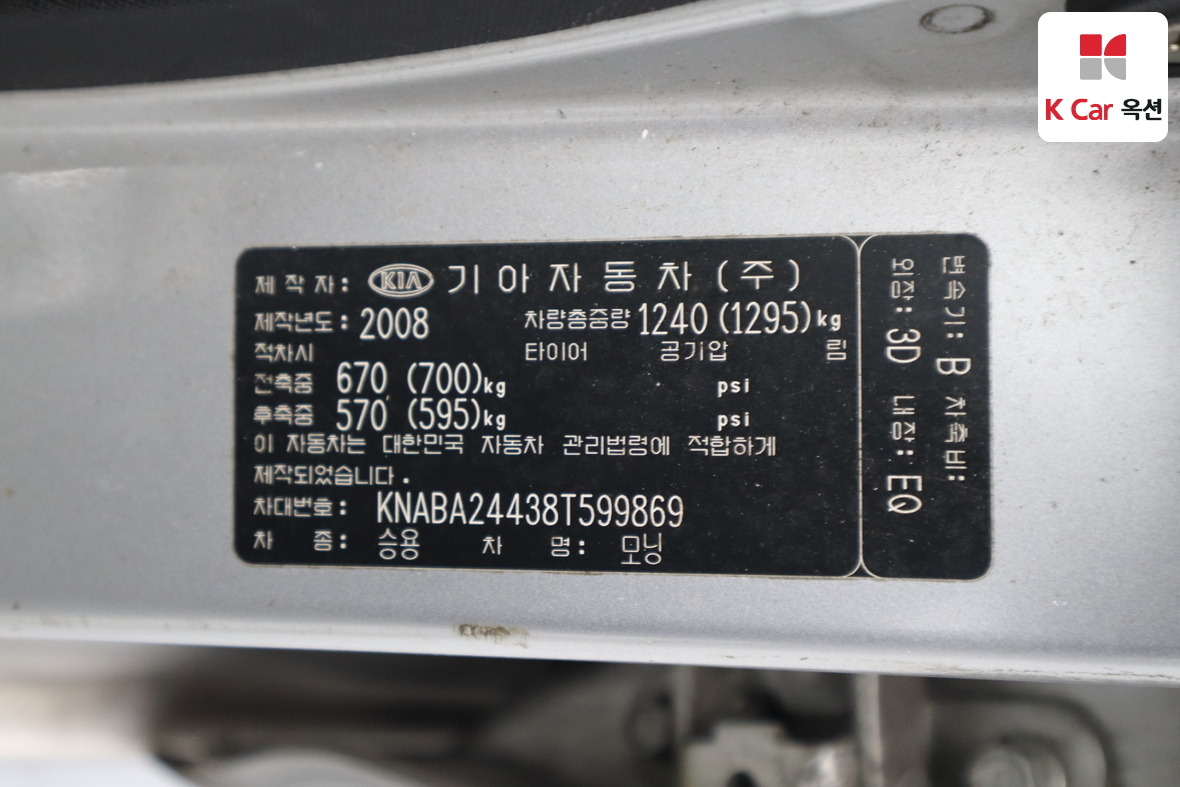 K Car 옥션
제 작 자: KIA 기 아 자 동 차 (주)
제작년도: 2008 차량총중량 1240 (1295)kg
적차시 타이어 공기압 림
전축중 670 (700)kg psi
후축중 570 (595)kg psi
이 자동차는 대한민국 자동차 관리법령에 적합하게
제작되었습니다.
차대번호: KNABA24438T599869
차 종: 승용 차 명: 모닝
변속기: B 차축비:
외장: 3D 내장: EQ